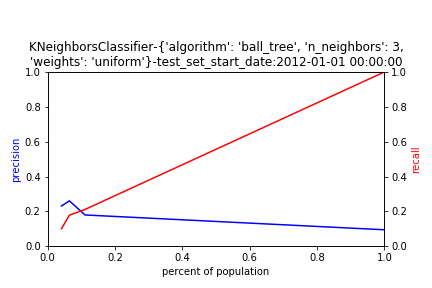 KNeighborsClassifier-{'algorithm': 'ball_tree', 'n_neighbors': 3,
'weights': 'uniform'}-test_set_start_date:2012-01-01 00:00:00
1.0
0.8
0.6
0.4
0.2
0.0
precision
0.0 0.2 0.4 0.6 0.8 1.0
percent of population
1.0
0.8
0.6
0.4
0.2
0.0
recall